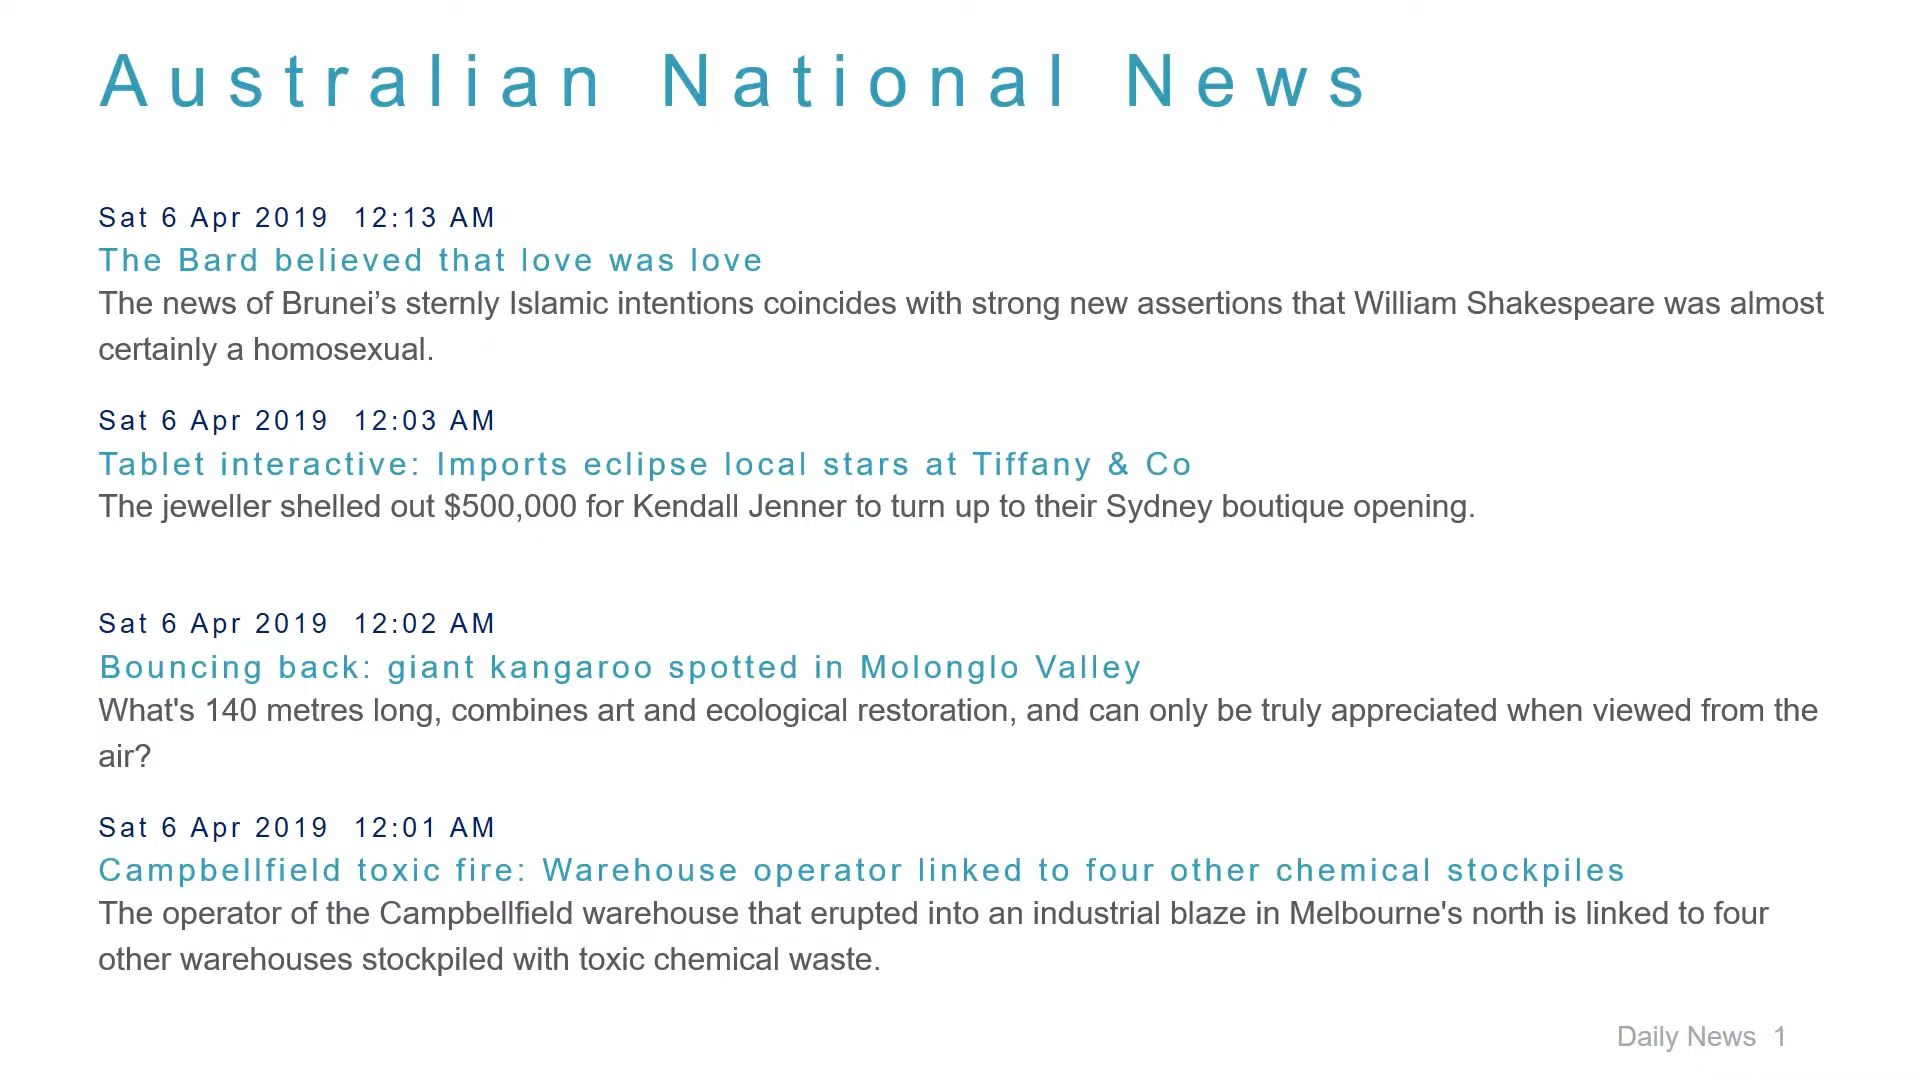 Australian National News
Sat 6 Apr 2019  12:13 AM
The Bard believed that love was love
The news of Brunei’s sternly Islamic intentions coincides with strong new assertions that William Shakespeare was almost
certainly a homosexual.
Sat 6 Apr 2019  12:03 AM
Tablet interactive: Imports eclipse local stars at Tiffany & Co
The jeweller shelled out $500,000 for Kendall Jenner to turn up to their Sydney boutique opening.
Sat 6 Apr 2019  12:02 AM
Bouncing back: giant kangaroo spotted in Molonglo Valley
What's 140 metres long, combines art and ecological restoration, and can only be truly appreciated when viewed from the
air?
Sat 6 Apr 2019  12:01 AM
Campbellfield toxic fire: Warehouse operator linked to four other chemical stockpiles
The operator of the Campbellfield warehouse that erupted into an industrial blaze in Melbourne's north is linked to four
other warehouses stockpiled with toxic chemical waste.
Daily News  1